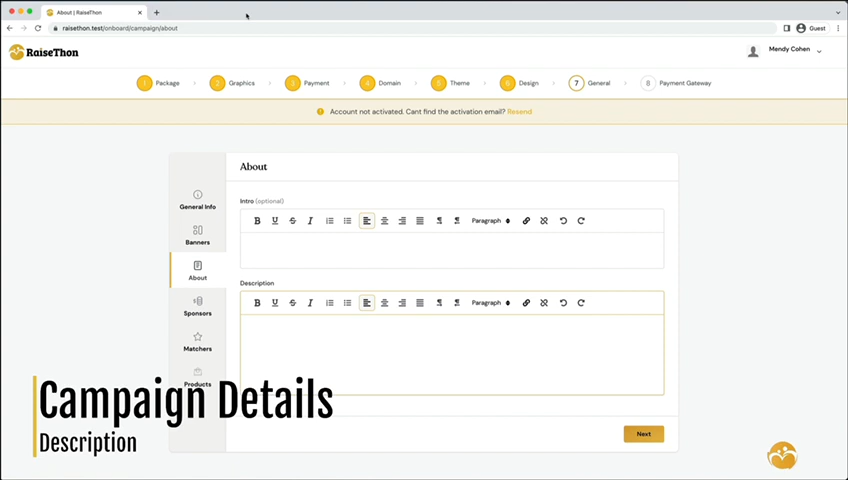 About | RaiseThon
raisethon.test/onboard/campaign/about
Guest
RaiseThon
Mendy Cohen
1 Package
2 Graphics
3 Payment
4 Domain
5 Theme
6 Design
7 General
8 Payment Gateway
Account not activated. Cant find the activation email? Resend
General Info
Banners
About
Sponsors
Matchers
Products
About
Intro (optional)
B U S I Paragraph
Description
B U S I Paragraph
Next
Campaign Details
Description